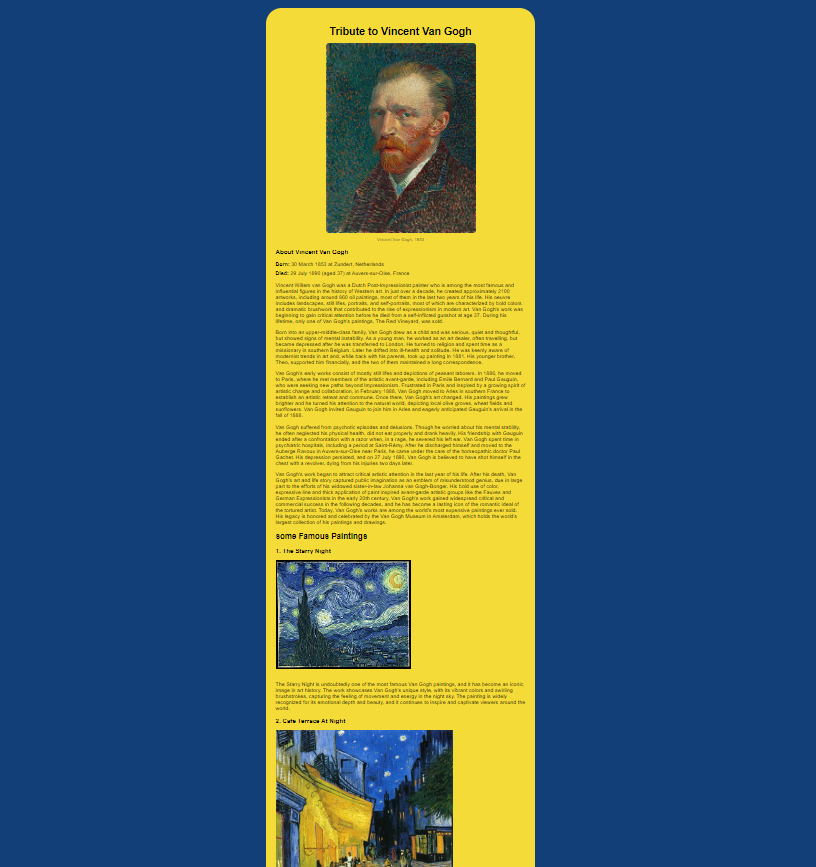 Tribute to Vincent Van Gogh
Vincent Van Gogh, 1853
About Vincent Van Gogh
Born: 30 March 1853 at Zundert, Netherlands
Died: 29 July 1890 (aged 37) at Auvers-sur-Oise, France
Vincent Willem van Gogh was a Dutch Post-Impressionist painter who is among the most famous and
influential figures in the history of Western art. In just over a decade, he created approximately 2100
artworks, including around 860 oil paintings, most of them in the last two years of his life. His oeuvre
includes landscapes, still lifes, portraits, and self-portraits, most of which are characterized by bold colors
and dramatic brushwork that contributed to the rise of expressionism in modern art. Van Gogh's work was
beginning to gain critical attention before he died from a self-inflicted gunshot at age 37. During his
lifetime, only one of Van Gogh's paintings, The Red Vineyard, was sold.
Born into an upper-middle-class family, Van Gogh drew as a child and was serious, quiet and thoughtful,
but showed signs of mental instability. As a young man, he worked as an art dealer, often travelling, but
became depressed after he was transferred to London. He turned to religion and spent time as a
missionary in southern Belgium. Later he drifted into ill-health and solitude. He was keenly aware of
modernist trends in art and, while back with his parents, took up painting in 1881. His younger brother,
Theo, supported him financially, and the two of them maintained a long correspondence.
Van Gogh's early works consist of mostly still lifes and depictions of peasant laborers. In 1886, he moved
to Paris, where he met members of the artistic avant-garde, including Emile Bernard and Paul Gauguin,
who were seeking new paths beyond Impressionism. Frustrated in Paris and inspired by a growing spirit of
artistic change and collaboration, in February 1888, Van Gogh moved to Arles in southern France to
establish an artistic retreat and commune. Once there, Van Gogh's art changed. His paintings grew
brighter and he turned his attention to the natural world, depicting local olive groves, wheat fields and
sunflowers. Van Gogh invited Gauguin to join him in Arles and eagerly anticipated Gauguin's arrival in the
fall of 1888.
Van Gogh suffered from psychotic episodes and delusions. Though he worried about his mental stability,
he often neglected his physical health, did not eat properly and drank heavily. His friendship with Gauguin
ended after a confrontation with a razor when, in a rage, he severed his left ear. Van Gogh spent time in
psychiatric hospitals, including a period at Saint-Rémy. After he discharged himself and moved to the
Auberge Ravoux in Auvers-sur-Oise near Paris, he came under the care of the homeopathic doctor Paul
Gachet. His depression persisted, and on 27 July 1890, Van Gogh is believed to have shot himself in the
chest with a revolver, dying from his injuries two days later.
Van Gogh's work began to attract critical artistic attention in the last year of his life. After his death, Van
Gogh's art and life story captured public imagination as an emblem of misunderstood genius, due in large
part to the efforts of his widowed sister-in-law Johanna van Gogh-Bonger. His bold use of color,
expressive line and thick application of paint inspired avant-garde artistic groups like the Fauves and
German Expressionists in the early 20th century. Van Gogh's work gained widespread critical and
commercial success in the following decades, and he has become a lasting icon of the romantic ideal of
the tortured artist. Today, Van Gogh's works are among the world's most expensive paintings ever sold.
His legacy is honored and celebrated by the Van Gogh Museum in Amsterdam, which holds the world's
largest collection of his paintings and drawings.
some Famous Paintings
1. The Starry Night
The Starry Night is undoubtedly one of the most famous Van Gogh paintings, and it has become an iconic
image in art history. The work showcases Van Gogh's unique style, with its vibrant colors and swirling
brushstrokes, capturing the feeling of movement and energy in the night sky. The painting is widely
recognized for its emotional depth and beauty, and it continues to inspire and captivate viewers around the
world.
2. Cafe Terrace At Night